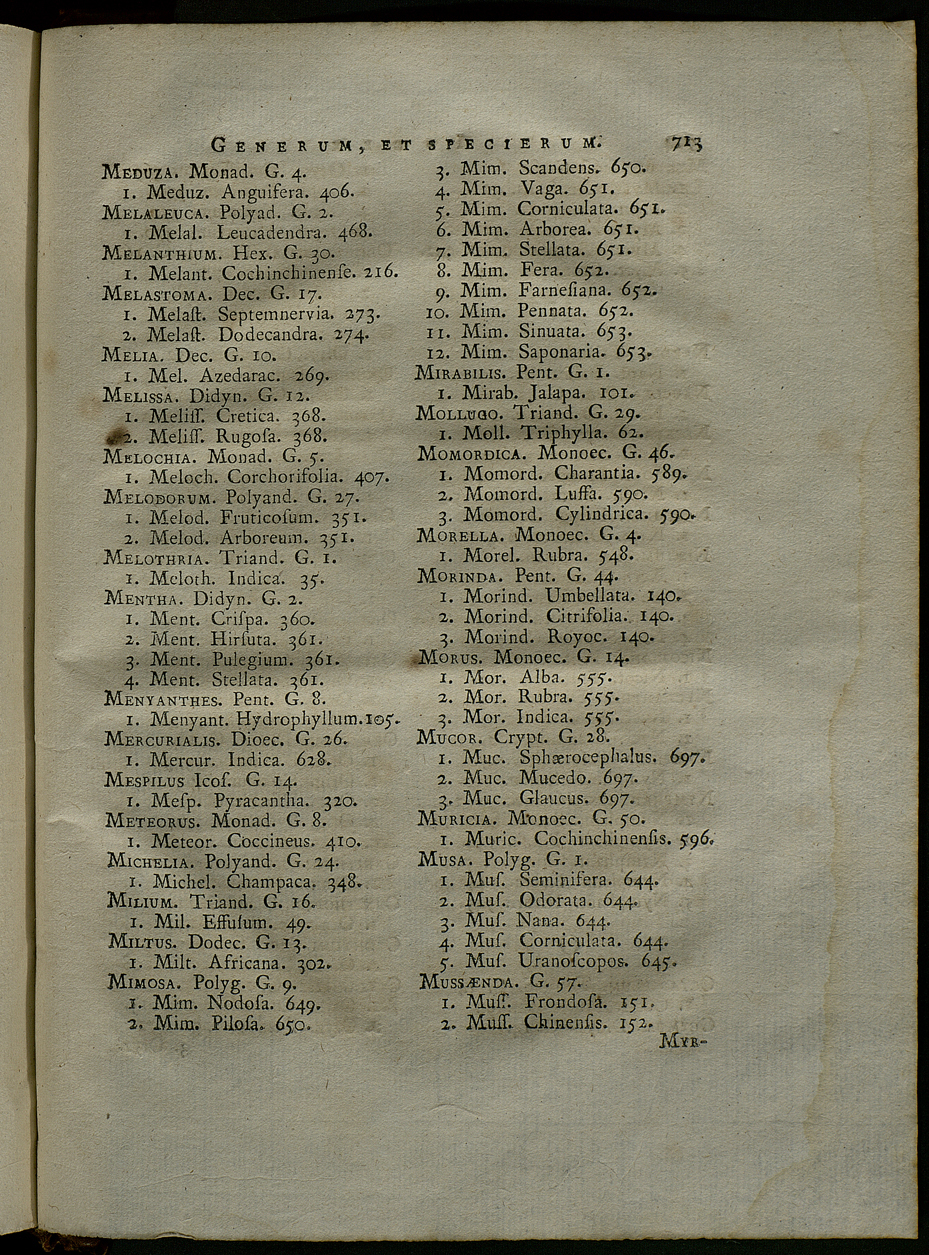 GENERUM, ET SPECIERUM. 713
MEDUZA. Monad. G. 4.
1. Meduz. Anguifera. 406.
MELALEUCA. Polyad. G. 2.
1. Melal. Leucadendra. 468.
MELANTHIUM. Hex. G. 30.
1. Melant. Cochinchinenſe. 216.
MELASTOMA. Dec. G. 17.
1. Melaſt. Septemnervia. 273.
2. Melaſt. Dodecandra. 274.
MELIA. Dec. G. 10.
1. Mel. Azedarac. 269.
MELISSA. Didyn. G. 12.
1. Meliſſ. Cretica. 368.
2. Meliſſ. Rugoſa. 368.
MELOCHIA. Monad. G. 5.
1. Meloch. Corchorifolia. 407.
MELODORUM. Polyand. G. 27.
1. Melod. Fruticoſum. 351.
2. Melod. Arboreum. 351.
MELOTHRIA. Triand. G. 1.
1. Meloth. Indica. 35.
MENTHA. Didyn. G. 2.
1. Ment. Criſpa. 360.
2. Ment. Hirſuta. 361.
3. Ment. Pulegium. 361.
4. Ment. Stellata. 361.
MENYANTHES. Pent. G. 8.
1. Menyant. Hydrophyllum. 105.
MERCURIALIS. Dioec. G. 26.
1. Mercur. Indica. 628.
MESPILUS Icoſ. G. 14.
1. Meſp. Pyracantha. 320.
METEORUS. Monad. G. 8.
1. Meteor. Coccineus. 410.
MICHELIA. Polyand. G. 24.
1. Michel. Champaca. 348.
MILIUM. Triand. G. 16.
1. Mil. Effuſum. 49.
MILTUS. Dodec. G. 13.
1. Milt. Africana. 302.
MIMOSA. Polyg. G. 9.
1. Mim. Nodoſa. 649.
2. Mim. Piloſa. 650.
3. Mim. Scandens. 650.
4. Mim. Vaga. 651.
5. Mim. Corniculata. 651.
6. Mim. Arborea. 651.
7. Mim. Stellata. 651.
8. Mim. Fera. 652.
9. Mim. Farneſiana. 652.
10. Mim. Pennata. 652.
11. Mim. Sinuata. 653.
12. Mim. Saponaria. 653.
MIRABILIS. Pent. G. 1.
1. Mirab. Jalapa. 101.
MOLLUGO. Triand. G. 29.
1. Moll. Triphylla. 62.
MOMORDICA. Monoec. G. 46.
1. Momord. Charantia. 589.
2. Momord. Luffa. 590.
3. Momord. Cylindrica. 590.
MORELLA. Monoec. G. 4.
1. Morel. Rubra. 548.
MORINDA. Pent. G. 44.
1. Morind. Umbellata. 140.
2. Morind. Citrifolia. 140.
3. Morind. Royoc. 140.
MORUS. Monoec. G. 14.
1. Mor. Alba. 555.
2. Mor. Rubra. 555.
3. Mor. Indica. 555.
MUCOR. Crypt. G. 28.
1. Muc. Sphærocephalus. 697.
2. Muc. Mucedo. 697.
3. Muc. Glaucus. 697.
MURICIA. Monoec. G. 50.
1. Muric. Cochinchinenſis. 596.
MUSA. Polyg. G. 1.
1. Muſ. Seminifera. 644.
2. Muſ. Odorata. 644.
3. Muſ. Nana. 644.
4. Muſ. Corniculata. 644.
5. Muſ. Uranoſcopos. 645.
MUSSÆNDA. G. 57.
1. Muſſ. Frondoſa. 151.
2. Muſſ. Chinenſis. 152.
MYR-